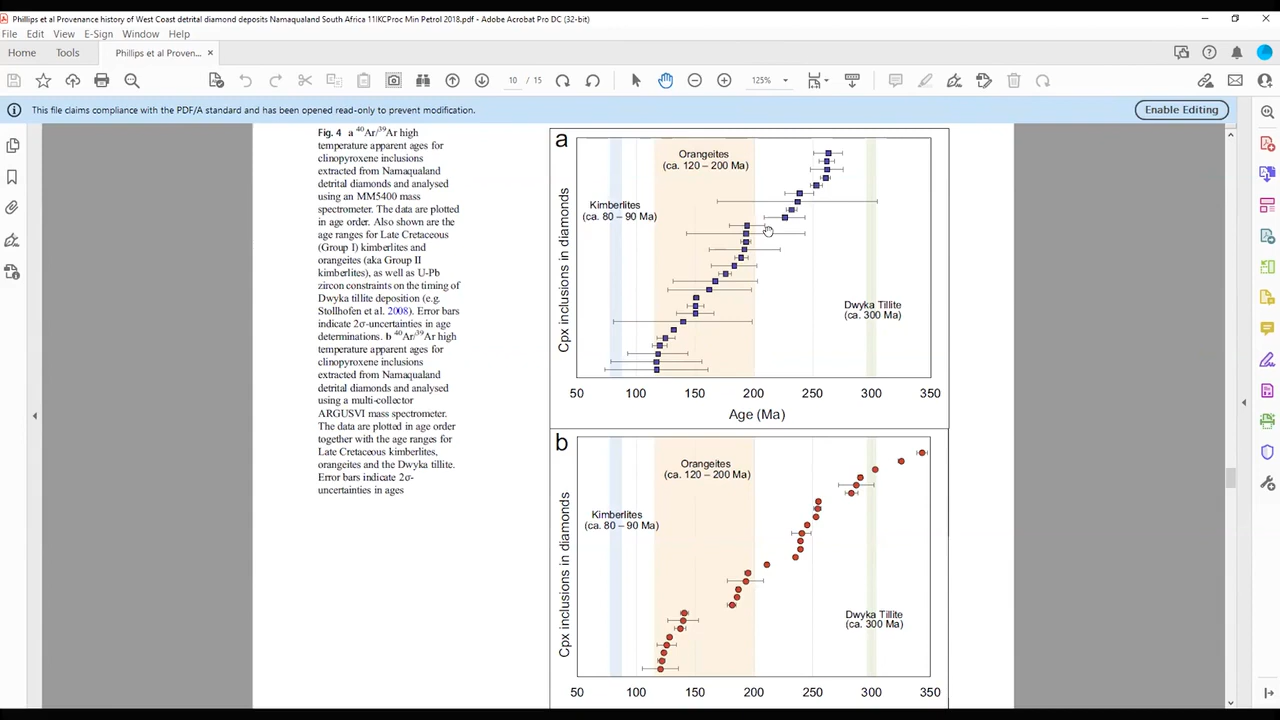 Phillips et al Provenance history of West Coast detrital diamond deposits Namaqualand South Africa 11IKCProc Min Petrol 2018.pdf - Adobe Acrobat Pro DC (32-bit)
File Edit View E-Sign Window Help
Home Tools Phillips et al Proven... ×
10 / 15 125%
This file claims compliance with the PDF/A standard and has been opened read-only to prevent modification. Enable Editing
Fig. 4 a ⁴⁰Ar/³⁹Ar high
temperature apparent ages for
clinopyroxene inclusions
extracted from Namaqualand
detrital diamonds and analysed
using an MM5400 mass
spectrometer. The data are plotted
in age order. Also shown are the
age ranges for Late Cretaceous
(Group I) kimberlites and
orangeites (aka Group II
kimberlites), as well as U-Pb
zircon constraints on the timing of
Dwyka tillite deposition (e.g.
Stollhofen et al. 2008). Error bars
indicate 2σ-uncertainties in age
determinations. b ⁴⁰Ar/³⁹Ar high
temperature apparent ages for
clinopyroxene inclusions
extracted from Namaqualand
detrital diamonds and analysed
using a multi-collector
ARGUSVI mass spectrometer.
The data are plotted in age order
together with the age ranges for
Late Cretaceous kimberlites,
orangeites and the Dwyka tillite.
Error bars indicate 2σ-
uncertainties in ages
a
Orangeites
(ca. 120 – 200 Ma)
Kimberlites
(ca. 80 – 90 Ma)
Dwyka Tillite
(ca. 300 Ma)
Cpx inclusions in diamonds
50 100 150 200 250 300 350
Age (Ma)
b
Orangeites
(ca. 120 – 200 Ma)
Kimberlites
(ca. 80 – 90 Ma)
Dwyka Tillite
(ca. 300 Ma)
Cpx inclusions in diamonds
50 100 150 200 250 300 350